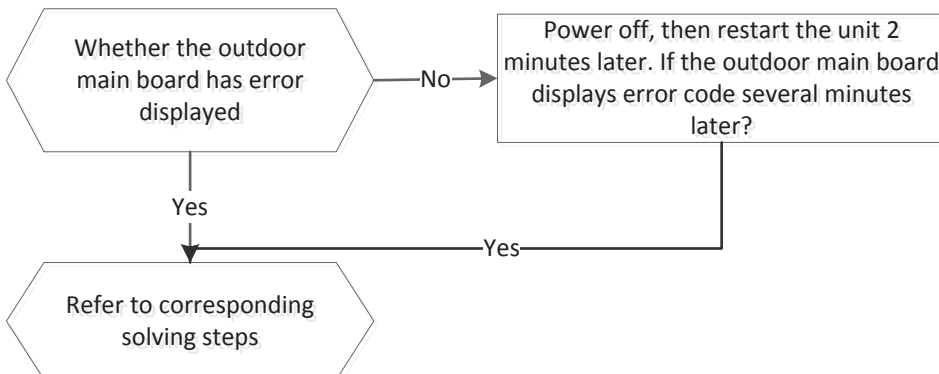 Whether the outdoor
main board has error
displayed
No
Power off, then restart the unit 2
minutes later. If the outdoor main board
displays error code several minutes
later?
Yes
Yes
Refer to corresponding
solving steps